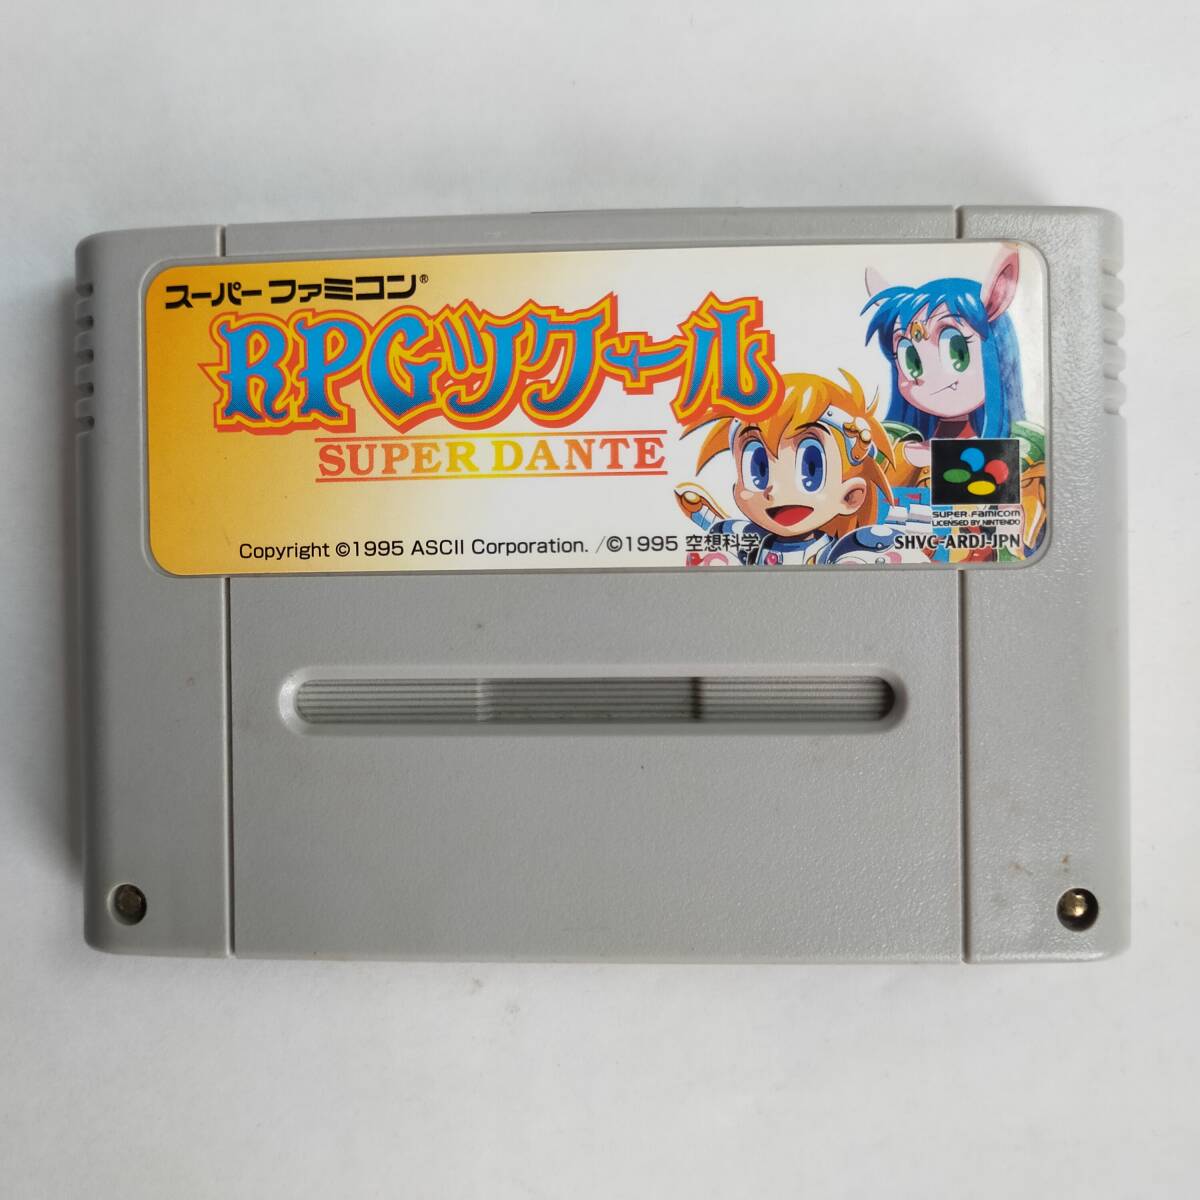 スーパーファミコン®
RPGツクール
SUPER DANTE
SUPER FAMICOM
LICENSED BY NINTENDO
Copyright ©1995 ASCII Corporation. /©1995 空想科学
SHVC-ARDJ-JPN